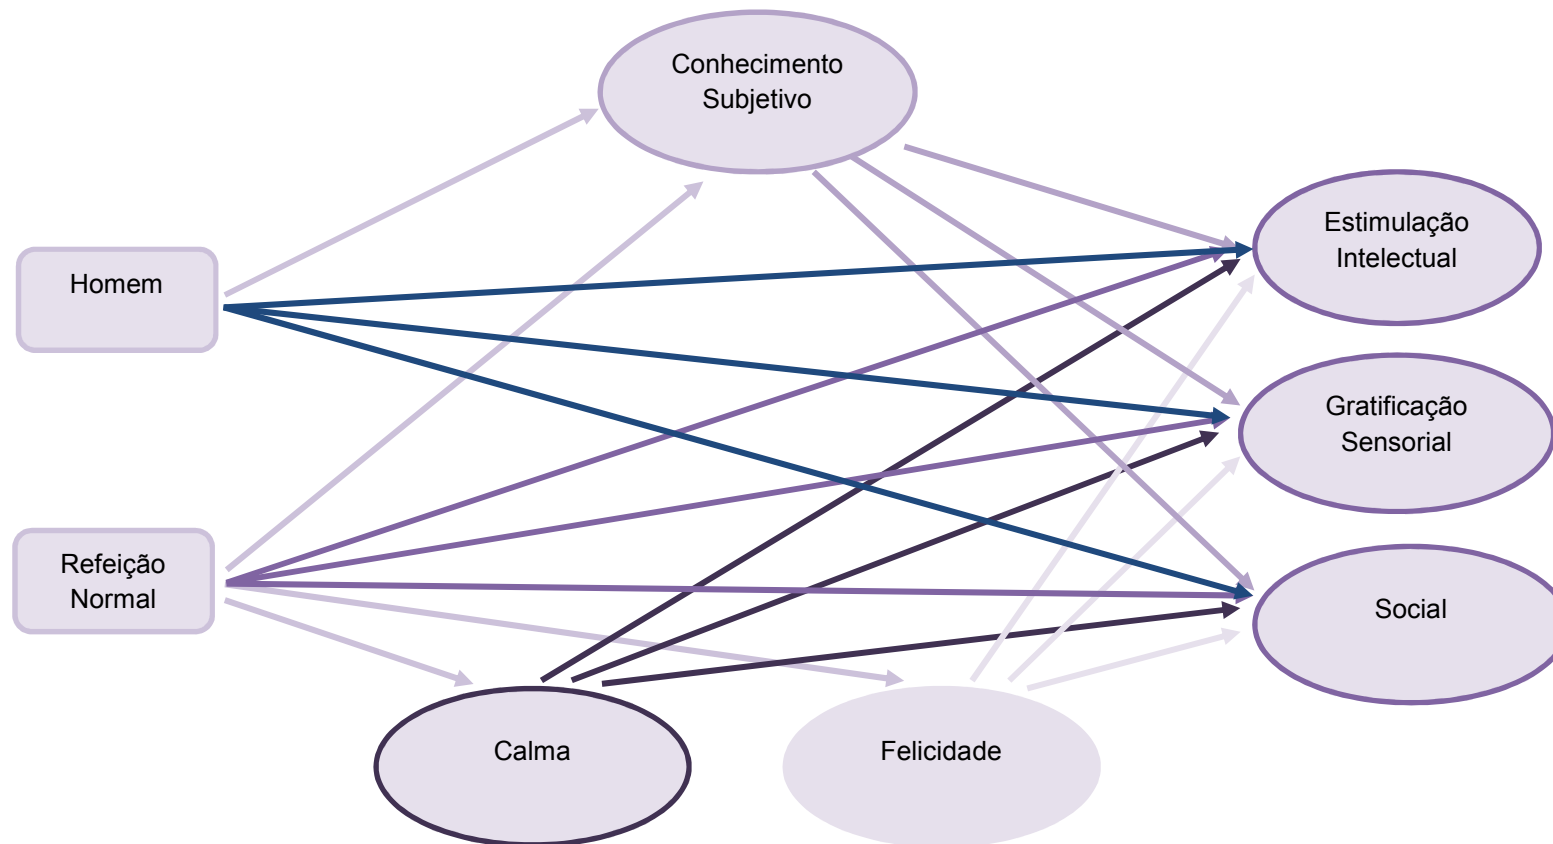 Conhecimento
Subjetivo
Estimulação
Intelectual
Homem
Gratificação
Sensorial
Refeição
Normal
Social
Calma
Felicidade